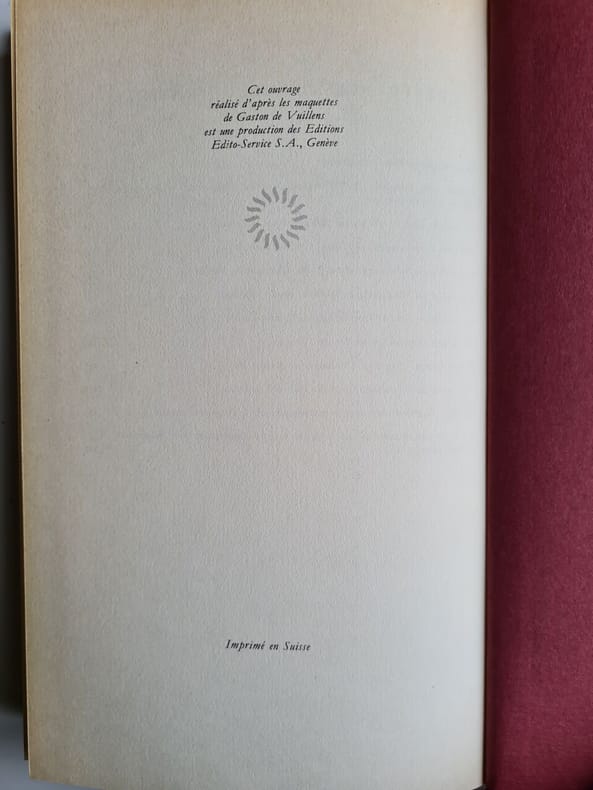 Cet ouvrage
réalisé d'après les maquettes
de Gaston de Vuillens
est une production des Editions
Edito-Service S.A., Genève
Imprimé en Suisse